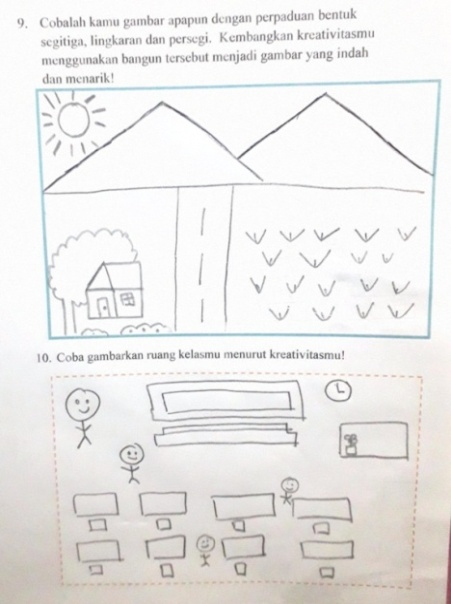 9. Cobalah kamu gambar apapun dengan perpaduan bentuk
segitiga, lingkaran dan persegi. Kembangkan kreativitasmu
menggunakan bangun tersebut menjadi gambar yang indah
dan menarik!
10. Coba gambarkan ruang kelasmu menurut kreativitasmu!